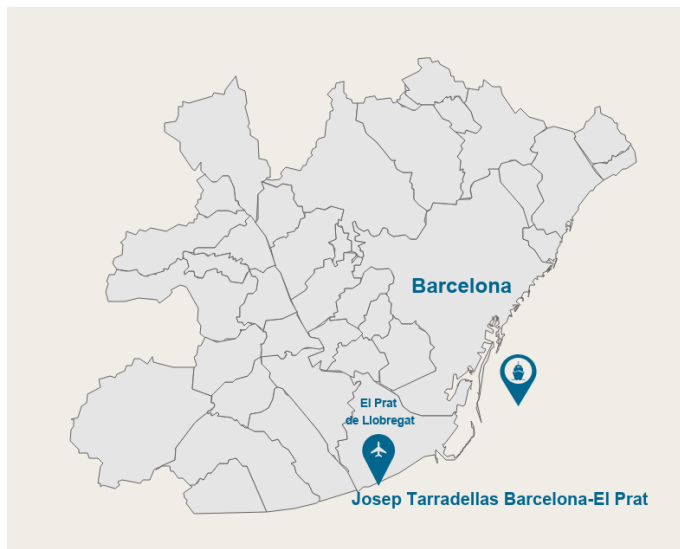 Barcelona
El Prat
de Llobregat
Josep Tarradellas Barcelona-El Prat